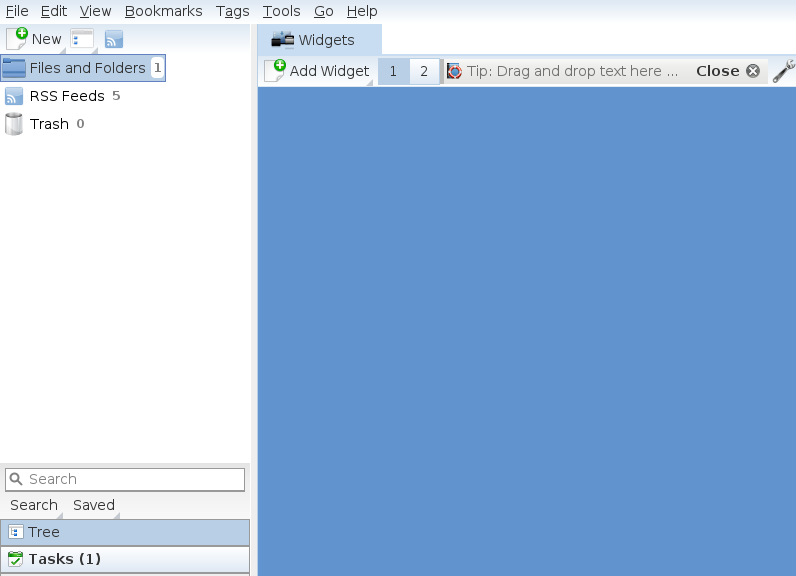 File Edit View Bookmarks Tags Tools Go Help
New
Widgets
Files and Folders 1
Add Widget 1 2 Tip: Drag and drop text here ... Close
RSS Feeds 5
Trash 0
Search
Search Saved
Tree
Tasks (1)